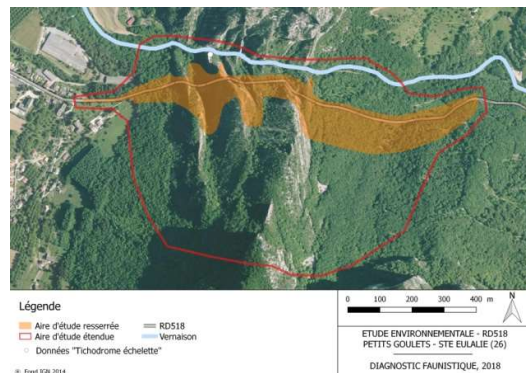 Légende
Aire d'étude resserrée
Aire d'étude étendue
Données "Tichodrome échelette"
RD518
Vernaison
© Fond IGN 2014
0 100 200 300 400 m
N
ETUDE ENVIRONNEMENTALE - RD518
PETITS GOULETS - STE EULALIE (26)
DIAGNOSTIC FAUNISTIQUE, 2018